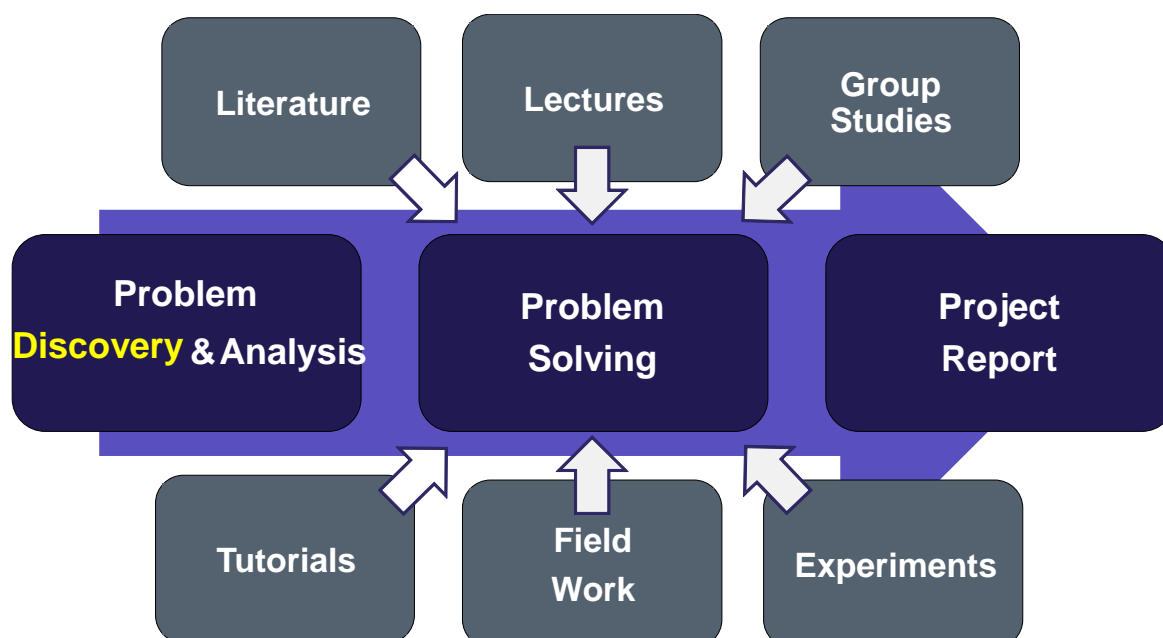 Literature
Lectures
Group
Studies
Problem
Discovery & Analysis
Problem
Solving
Project
Report
Tutorials
Field
Work
Experiments